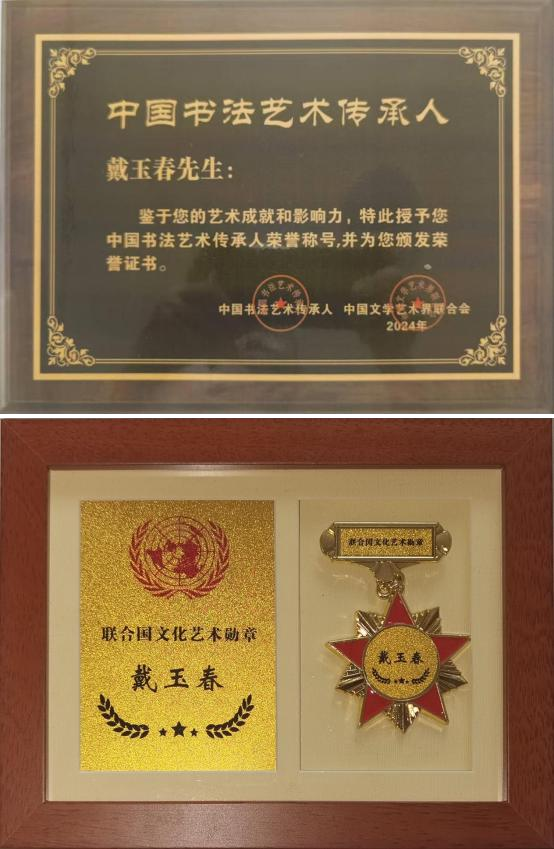 中国书法艺术传承人
戴玉春先生：
鉴于您的艺术成就和影响力，特此授予您
中国书法艺术传承人荣誉称号,并为您颁发荣
誉证书。
中国书法艺术传承人 中国文学艺术界联合会
2024年
联合国文化艺术勋章
戴玉春
联合国文化艺术勋章
戴玉春